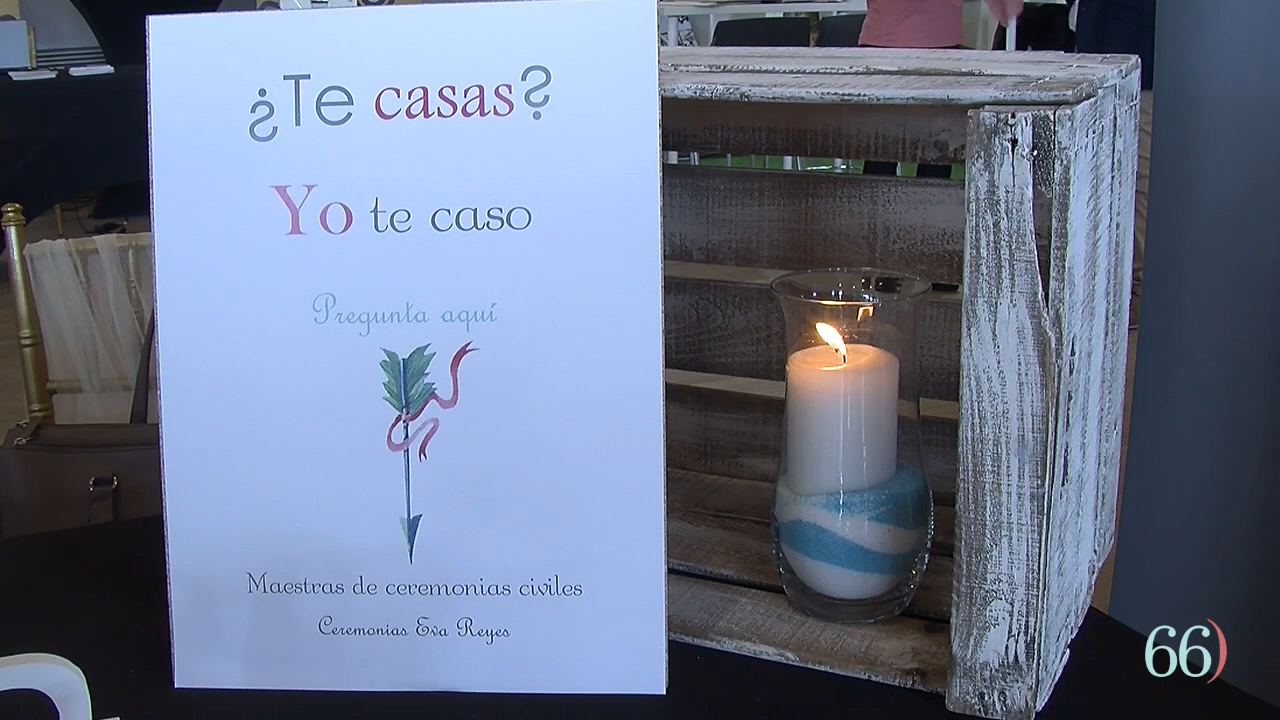 ¿Te casas?
Yo te caso
Pregunta aquí
Maestras de ceremonias civiles
Ceremonias Eva Reyes
66)